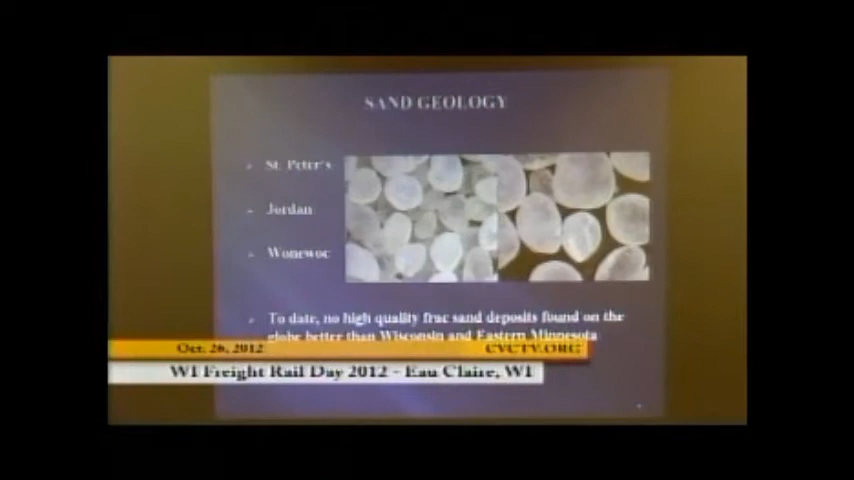 SAND GEOLOGY
St. Peter's
Jordan
Wonewoc
To date, no high quality frac sand deposits found on the
globe better than Wisconsin and Eastern Minnesota
Oct. 26, 2012 CVCTV.ORG
WI Freight Rail Day 2012 - Eau Claire, WI